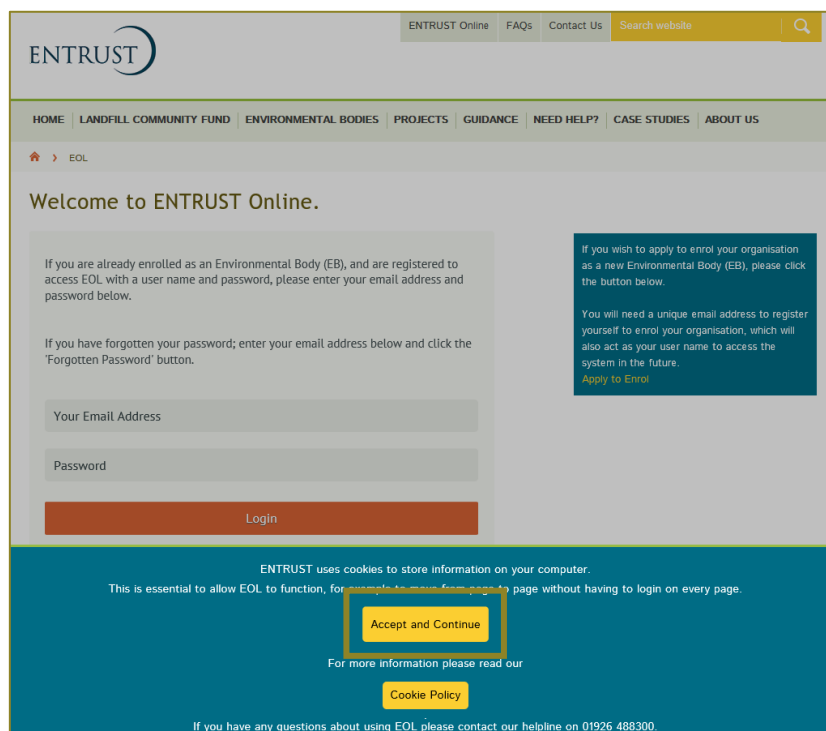 ENTRUST Online FAQs Contact Us Search website
ENTRUST
HOME LANDFILL COMMUNITY FUND ENVIRONMENTAL BODIES PROJECTS GUIDANCE NEED HELP? CASE STUDIES ABOUT US
EOL
Welcome to ENTRUST Online.
If you are already enrolled as an Environmental Body (EB), and are registered to
access EOL with a user name and password, please enter your email address and
password below.
If you have forgotten your password; enter your email address below and click the
'Forgotten Password' button.
Your Email Address
Password
Login
If you wish to apply to enrol your organisation
as a new Environmental Body (EB), please click
the button below.
You will need a unique email address to register
yourself to enrol your organisation, which will
also act as your user name to access the
system in the future.
Apply to Enrol
ENTRUST uses cookies to store information on your computer.
This is essential to allow EOL to function, for example to move from page to page without having to login on every page.
Accept and Continue
For more information please read our
Cookie Policy
If you have any questions about using EOL please contact our helpline on 01926 488300.